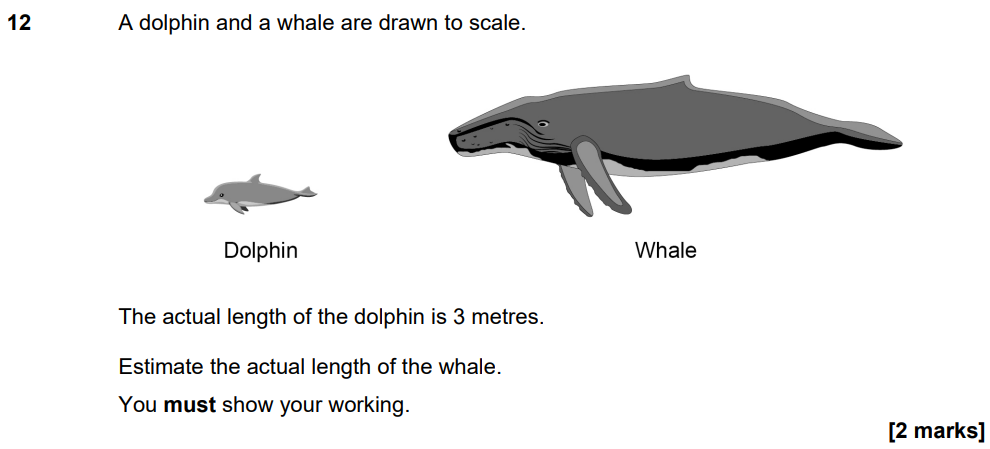 12 A dolphin and a whale are drawn to scale.
Dolphin Whale
The actual length of the dolphin is 3 metres.
Estimate the actual length of the whale.
You must show your working.
[2 marks]